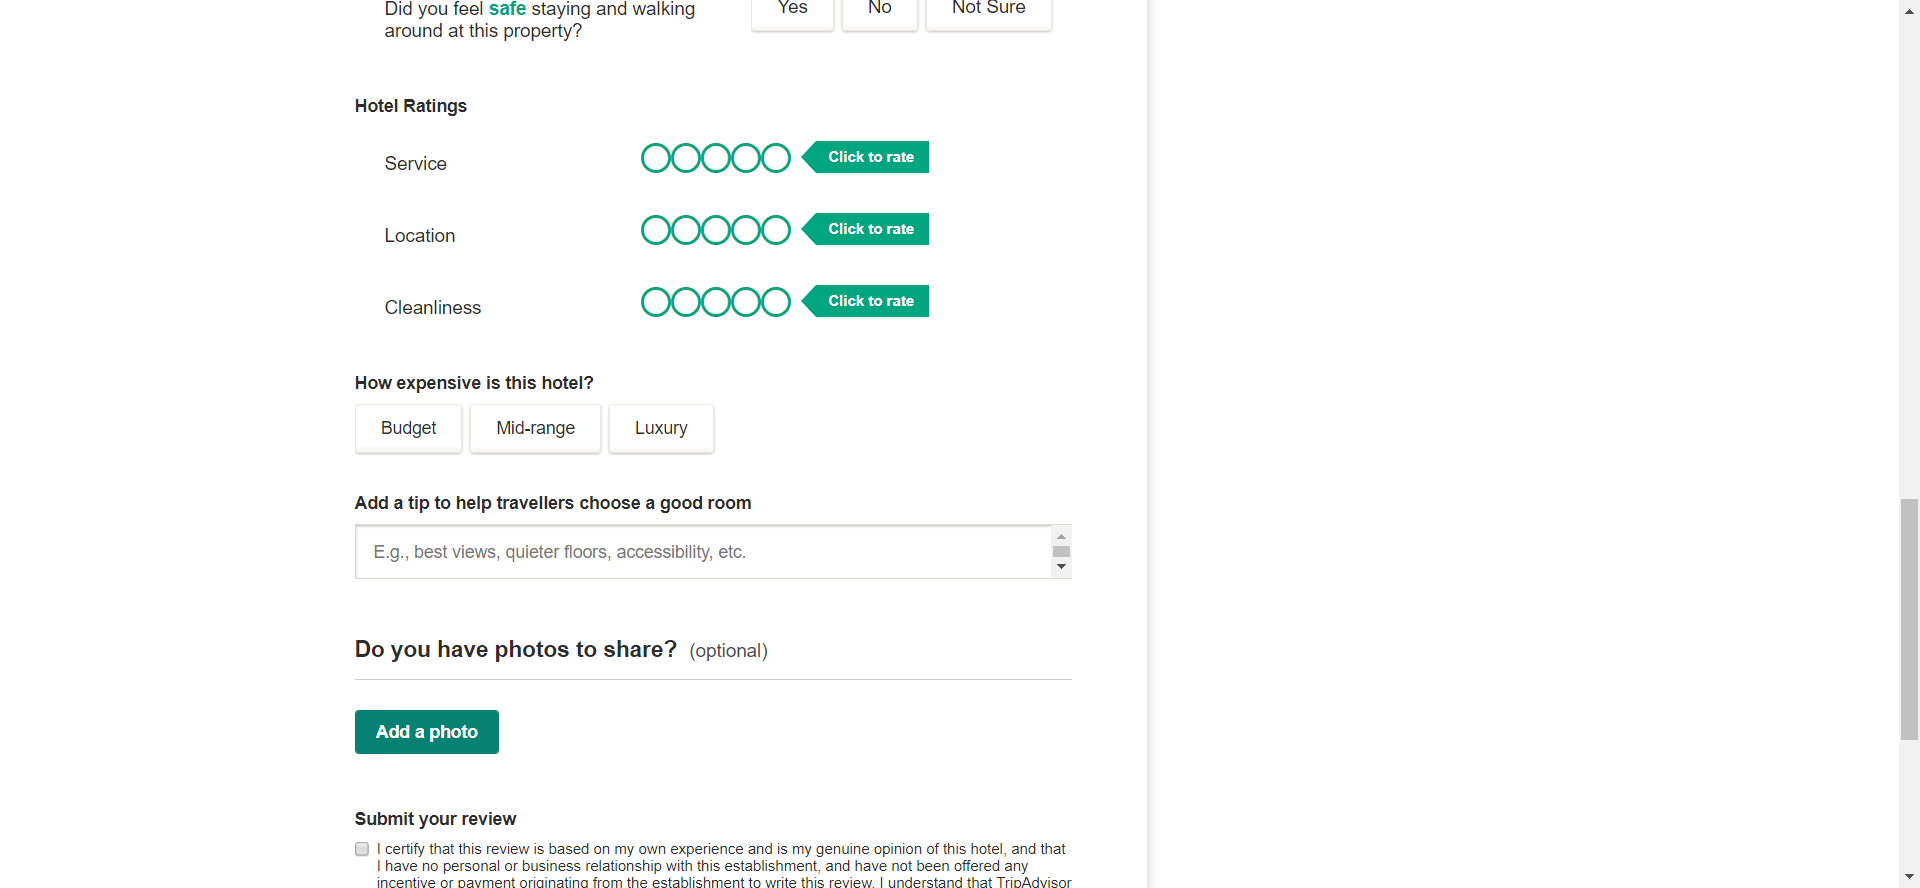 Did you feel safe staying and walking
around at this property?
Yes No Not Sure
Hotel Ratings
Service Click to rate
Location Click to rate
Cleanliness Click to rate
How expensive is this hotel?
Budget Mid-range Luxury
Add a tip to help travellers choose a good room
E.g., best views, quieter floors, accessibility, etc.
Do you have photos to share? (optional)
Add a photo
Submit your review
I certify that this review is based on my own experience and is my genuine opinion of this hotel, and that
I have no personal or business relationship with this establishment, and have not been offered any
incentive or payment originating from the establishment to write this review. I understand that TripAdvisor